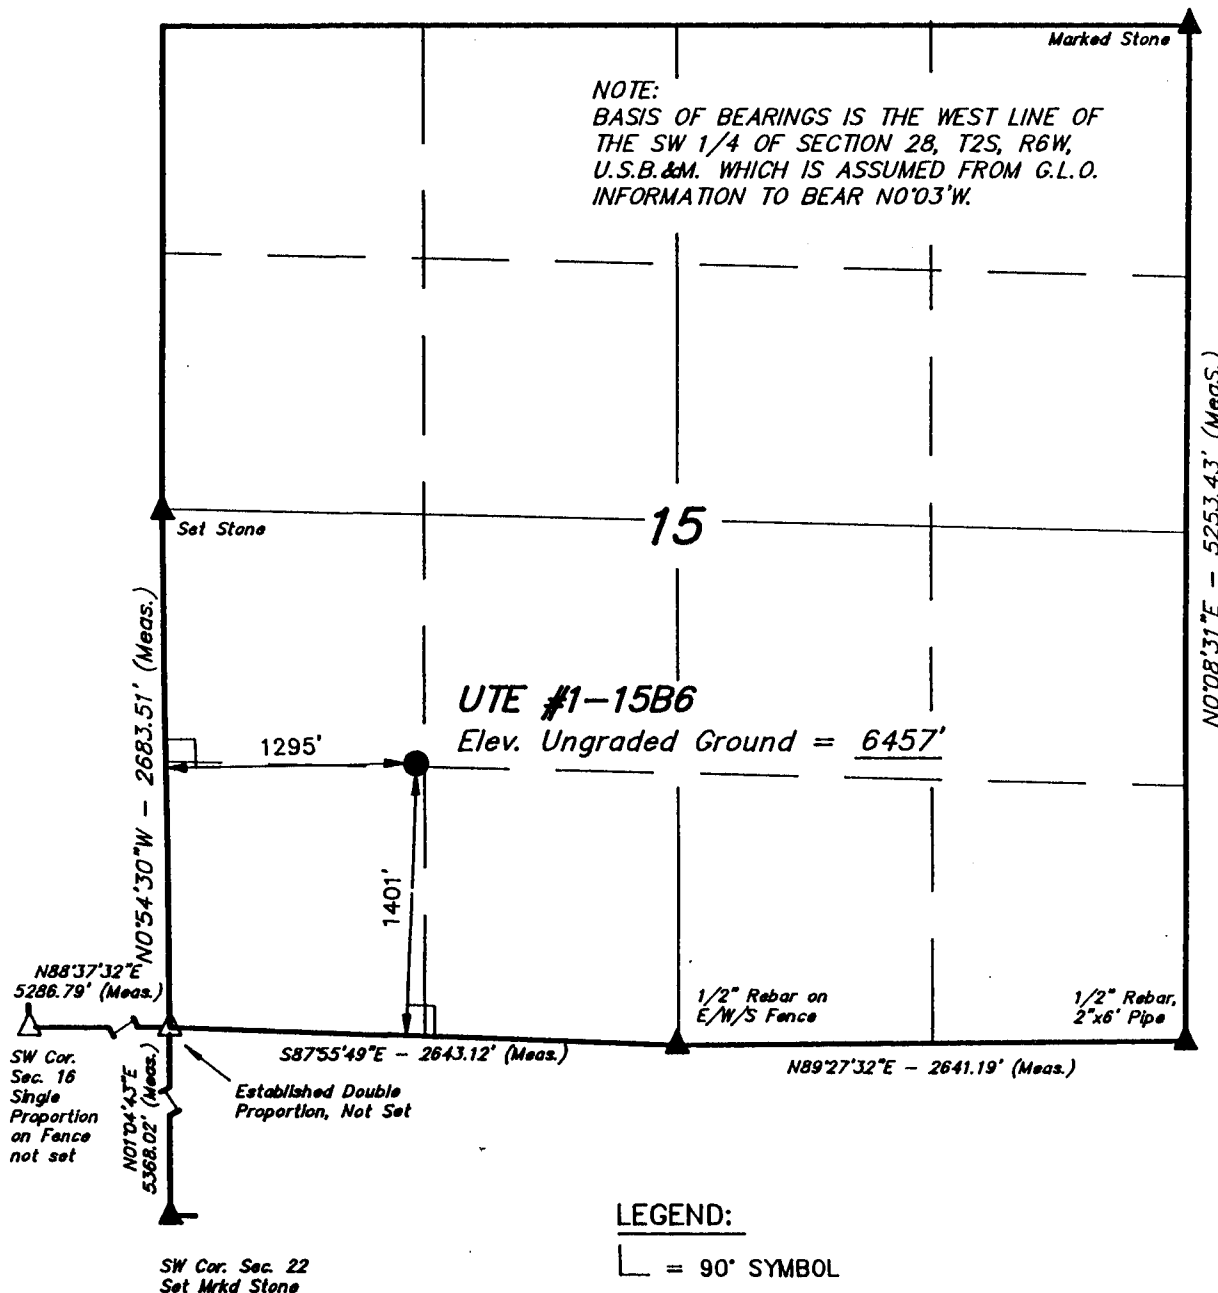 Marked Stone
NOTE:
BASIS OF BEARINGS IS THE WEST LINE OF
THE SW 1/4 OF SECTION 28, T2S, R6W,
U.S.B.&M. WHICH IS ASSUMED FROM G.L.O.
INFORMATION TO BEAR N0°03'W.
N0°08'31"E - 5253.43' (Meas.)
Set Stone
15
N0°54'30"W - 2683.51' (Meas.)
UTE #1-15B6
Elev. Ungraded Ground = 6457'
1295'
1401'
N88°37'32"E
5286.79' (Meas.)
1/2" Rebar on
E/W/S Fence
1/2" Rebar,
2"x6' Pipe
S87°55'49"E - 2643.12' (Meas.)
N89°27'32"E - 2641.19' (Meas.)
SW Cor.
Sec. 16
Single
Proportion
on Fence
not set
N01°04'43"E
5368.02' (Meas.)
Established Double
Proportion, Not Set
SW Cor. Sec. 22
Set Mrkd Stone
LEGEND:
= 90° SYMBOL